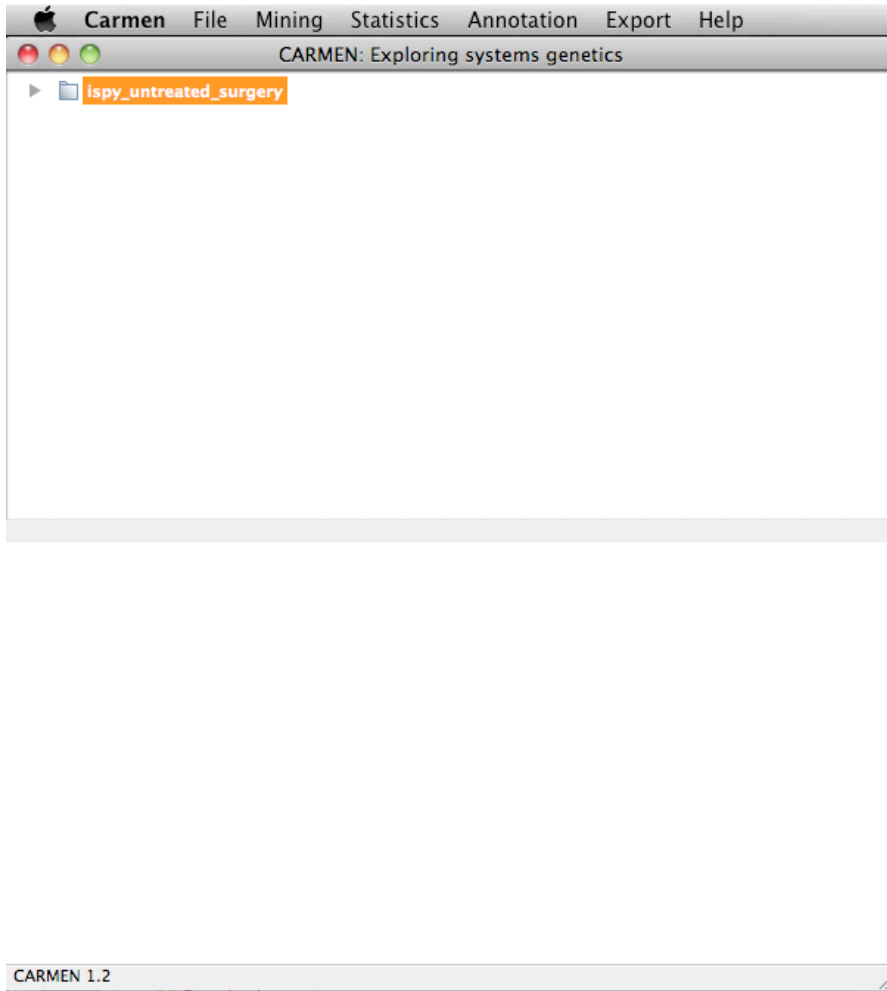 Carmen File Mining Statistics Annotation Export Help
CARMEN: Exploring systems genetics
ispy_untreated_surgery
CARMEN 1.2